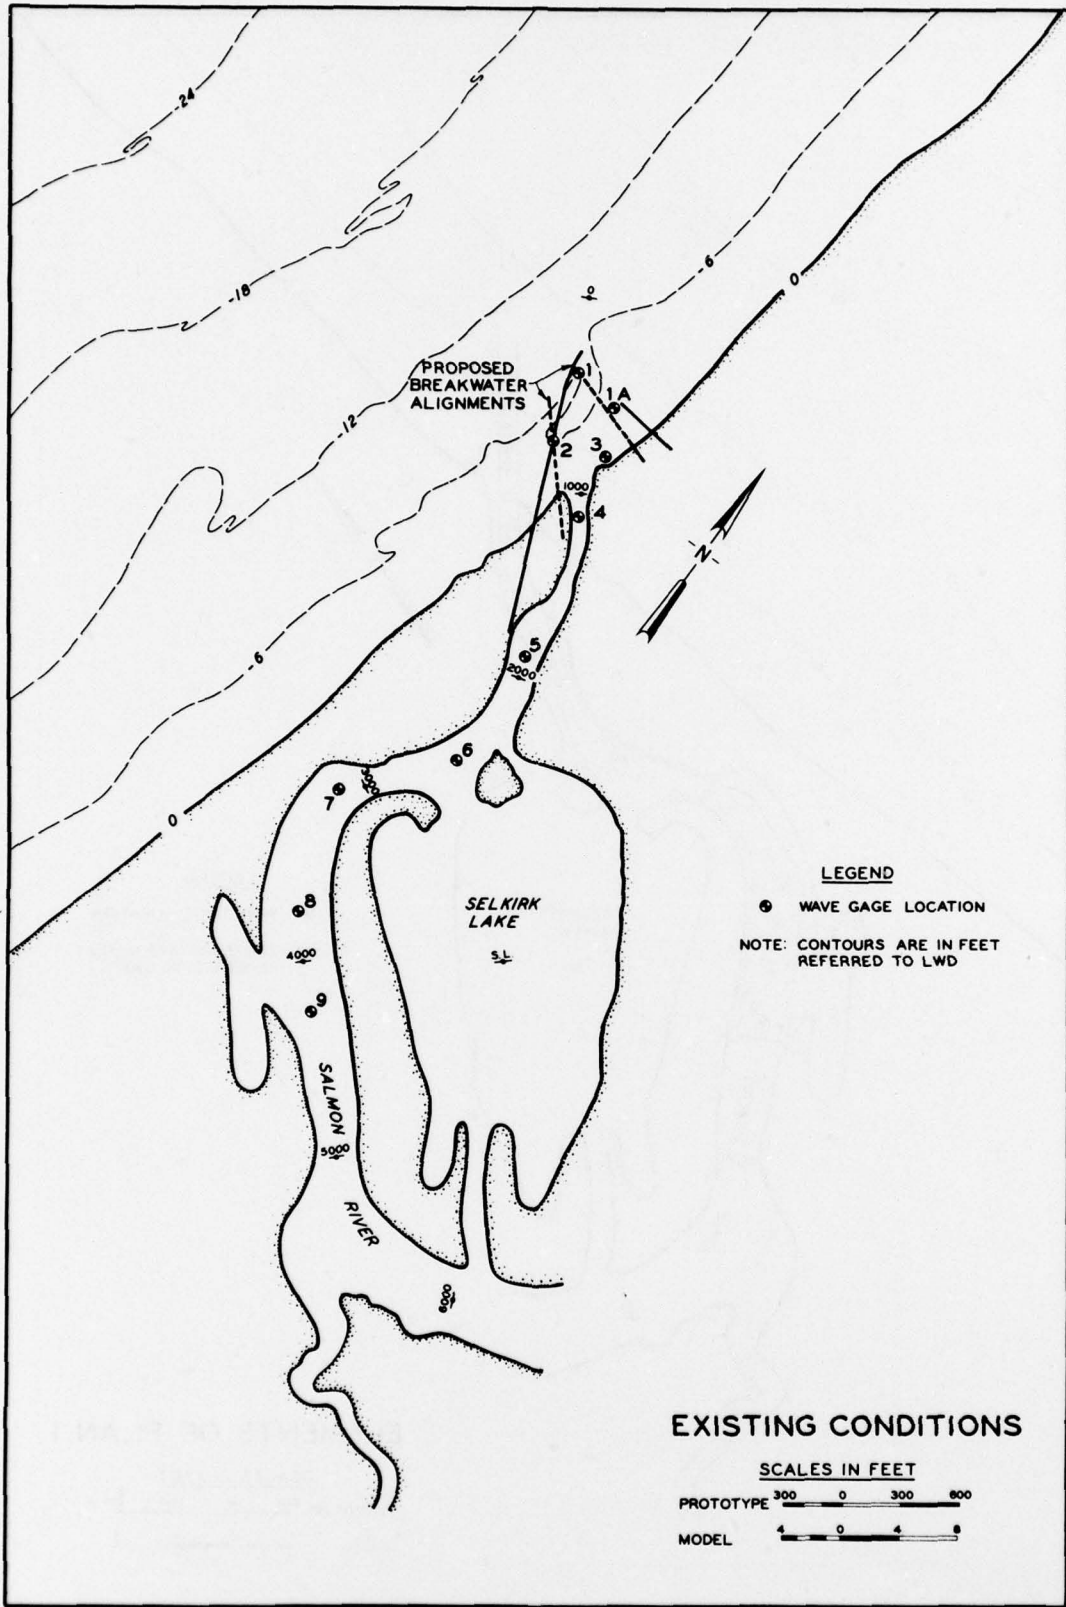 -24
S
-18
-6
0
0
-12
PROPOSED
BREAKWATER
ALIGNMENTS
1
1A
2
3
1000
4
-N-
-6
5
2000
6
3000
7
0
8
SELKIRK
LAKE
S.L.
4000
9
SALMON
RIVER
5000
6000
LEGEND
WAVE GAGE LOCATION
NOTE: CONTOURS ARE IN FEET
REFERRED TO LWD
EXISTING CONDITIONS
SCALES IN FEET
PROTOTYPE 300 0 300 600
MODEL 4 0 4 8